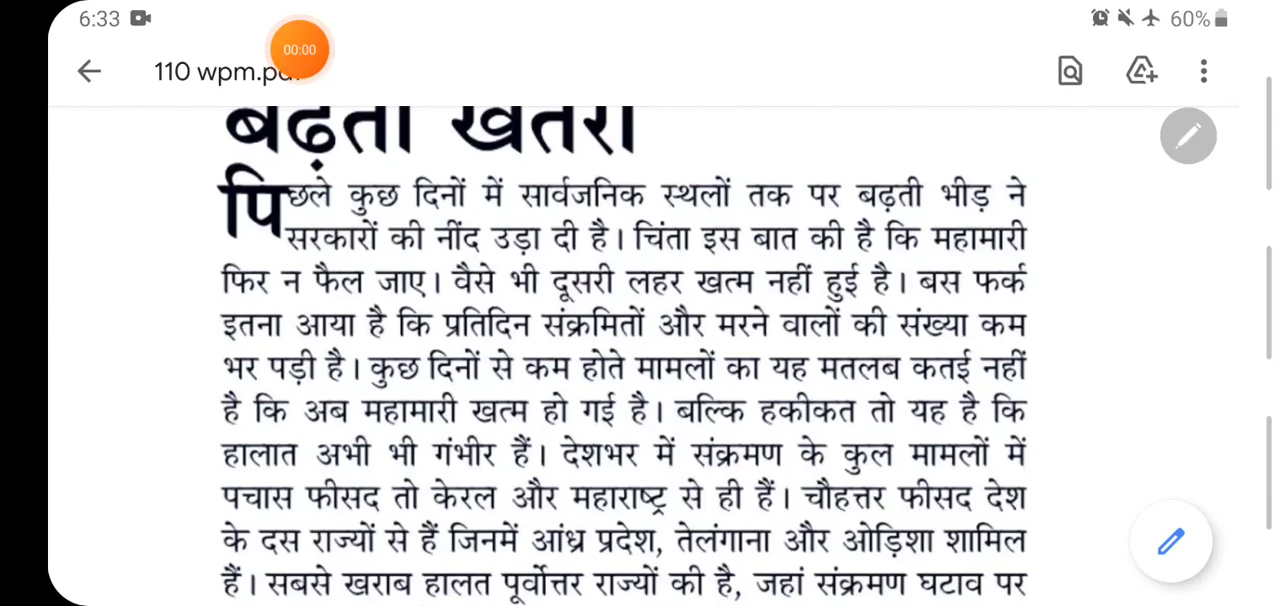 6:33
60%
00:00
110 wpm.pdf
बढ़ता खतरा
पिछले कुछ दिनों में सार्वजनिक स्थलों तक पर बढ़ती भीड़ ने
सरकारों की नींद उड़ा दी है। चिंता इस बात की है कि महामारी
फिर न फैल जाए। वैसे भी दूसरी लहर खत्म नहीं हुई है। बस फर्क
इतना आया है कि प्रतिदिन संक्रमितों और मरने वालों की संख्या कम
भर पड़ी है। कुछ दिनों से कम होते मामलों का यह मतलब कतई नहीं
है कि अब महामारी खत्म हो गई है। बल्कि हकीकत तो यह है कि
हालात अभी भी गंभीर हैं। देशभर में संक्रमण के कुल मामलों में
पचास फीसद तो केरल और महाराष्ट्र से ही हैं। चौहत्तर फीसद देश
के दस राज्यों से हैं जिनमें आंध्र प्रदेश, तेलंगाना और ओड़िशा शामिल
हैं। सबसे खराब हालत पूर्वोत्तर राज्यों की है, जहां संक्रमण घटाव पर